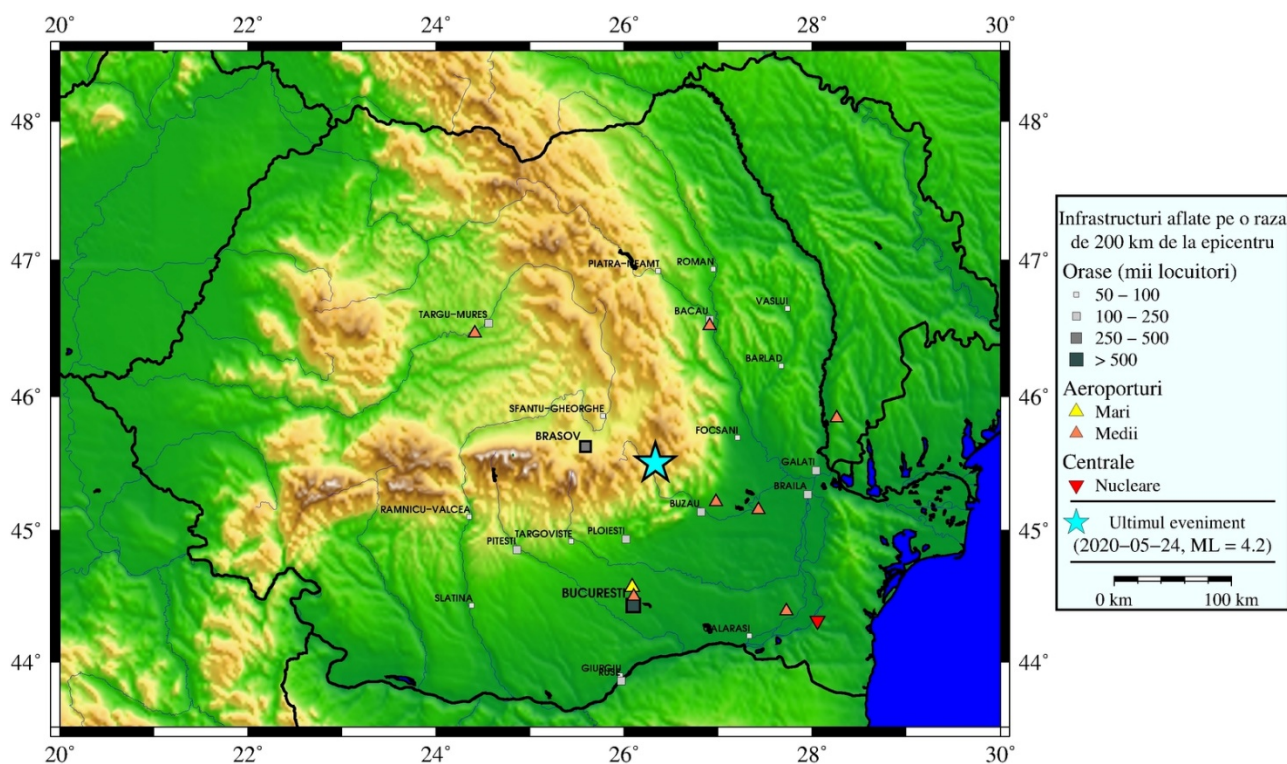 20 22 24 26 28 30
48° 48°
47° 47°
PIATRA-NEAMT ROMAN
VASLUI
TARGU-MURES BACAU
BARLAD
46° 46°
SFANTU-GHEORGHE
BRASOV FOCSANI
GALATI
BRAILA
BUZAU
RAMNICU-VALCEA
45° 45°
TARGOVISTE PLOIESTI
PITESTI
BUCURESTI
SLATINA
CALARASI
44° 44°
GIURGIU
RUSE
20 22 24 26 28 30
Infrastructuri aflate pe o raza
de 200 km de la epicentru
Orase (mii locuitori)
50 – 100
100 – 250
250 – 500
> 500
Aeroporturi
Mari
Medii
Centrale
Nucleare
Ultimul eveniment
(2020–05–24, ML = 4.2)
0 km 100 km